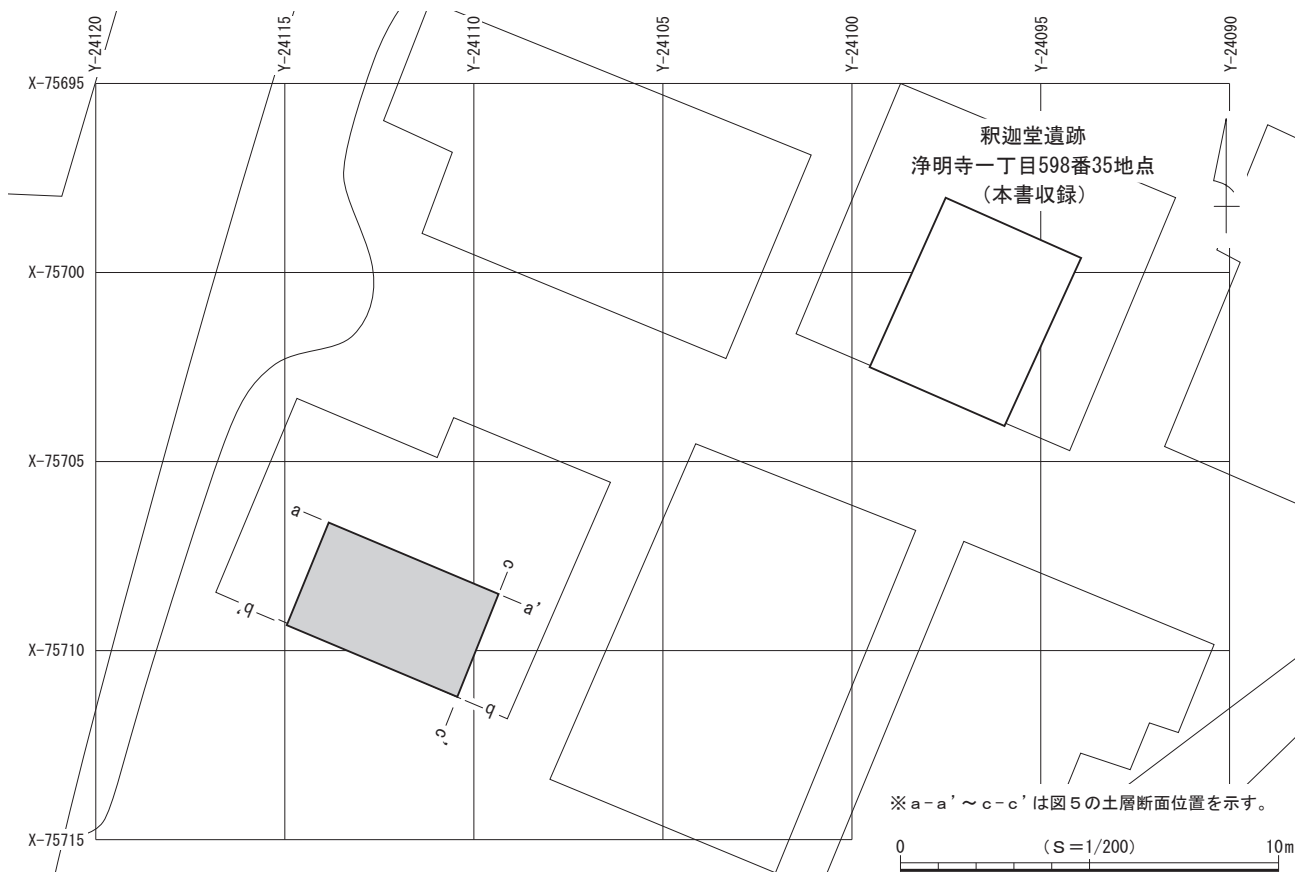 Y-24120
Y-24115
Y-24110
Y-24105
Y-24100
Y-24095
Y-24090
X-75695
X-75700
X-75705
X-75710
X-75715
釈迦堂遺跡
浄明寺一丁目598番35地点
（本書収録）
a
a'
b
b'
c
c'
※a-a'～c-c'は図5の土層断面位置を示す。
0 （S＝1/200） 10m